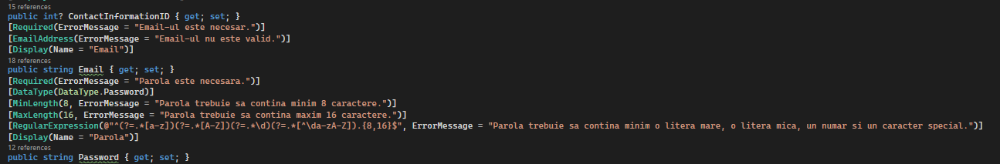 15 references
public int? ContactInformationID { get; set; }
[Required(ErrorMessage = "Email-ul este necesar.")]
[EmailAddress(ErrorMessage = "Email-ul nu este valid.")]
[Display(Name = "Email")]
18 references
public string Email { get; set; }
[Required(ErrorMessage = "Parola este necesara.")]
[DataType(DataType.Password)]
[MinLength(8, ErrorMessage = "Parola trebuie sa contina minim 8 caractere.")]
[MaxLength(16, ErrorMessage = "Parola trebuie sa contina maxim 16 caractere.")]
[RegularExpression(@"^(?=.*[a-z])(?=.*[A-Z])(?=.*\d)(?=.*[^\da-zA-Z]).{8,16}$", ErrorMessage = "Parola trebuie sa contina minim o litera mare, o litera mica, un numar si un caracter special.")]
[Display(Name = "Parola")]
12 references
public string Password { get; set; }